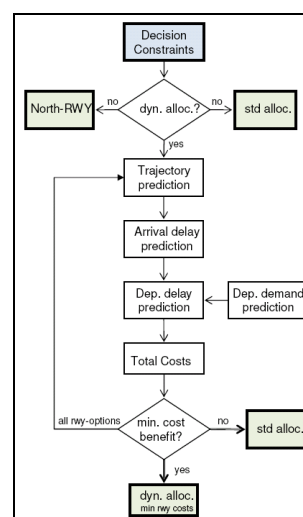 Decision
Constraints
no
no
North-RWY
dyn. alloc.?
std alloc.
yes
Trajectory
prediction
Arrival delay
prediction
Dep. delay
prediction
Dep. demand
prediction
Total Costs
all rwy-options
min. cost
benefit?
no
std alloc.
yes
dyn. alloc.
min rwy costs